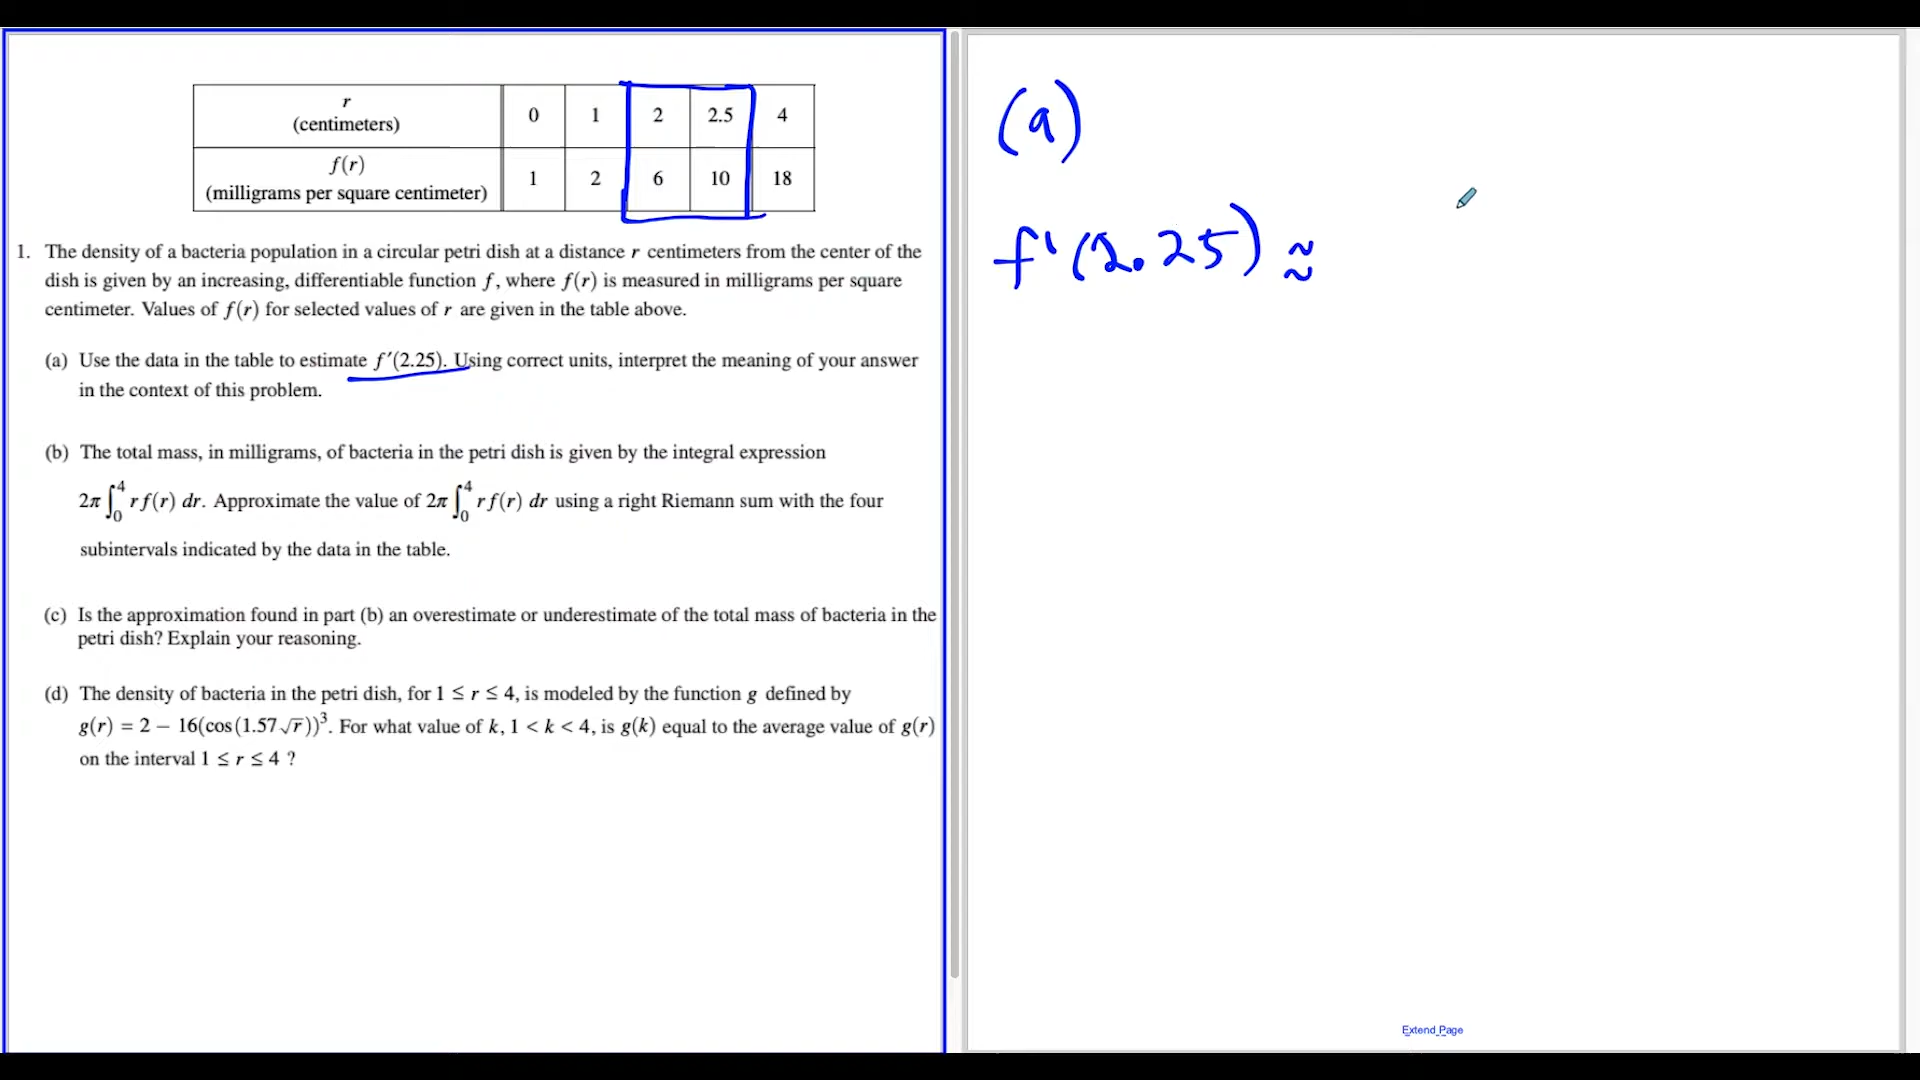 r
(centimeters) 0 1 2 2.5 4
f(r)
(milligrams per square centimeter) 1 2 6 10 18
1. The density of a bacteria population in a circular petri dish at a distance r centimeters from the center of the
dish is given by an increasing, differentiable function f, where f(r) is measured in milligrams per square
centimeter. Values of f(r) for selected values of r are given in the table above.
(a) Use the data in the table to estimate f′(2.25). Using correct units, interpret the meaning of your answer
in the context of this problem.
(b) The total mass, in milligrams, of bacteria in the petri dish is given by the integral expression
2π ∫₀⁴ r f(r) dr. Approximate the value of 2π ∫₀⁴ r f(r) dr using a right Riemann sum with the four
subintervals indicated by the data in the table.
(c) Is the approximation found in part (b) an overestimate or underestimate of the total mass of bacteria in the
petri dish? Explain your reasoning.
(d) The density of bacteria in the petri dish, for 1 ≤ r ≤ 4, is modeled by the function g defined by
g(r) = 2 − 16(cos(1.57√r))³. For what value of k, 1 < k < 4, is g(k) equal to the average value of g(r)
on the interval 1 ≤ r ≤ 4 ?
(a)
f'(2.25) ≈
Extend_Page